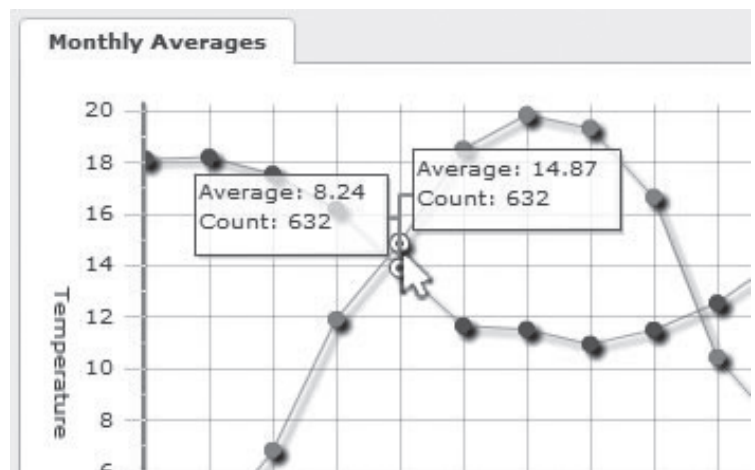 Monthly Averages
20
18
Average: 8.24
Count: 632
Average: 14.87
Count: 632
16
14
12
10
8
6
Temperature